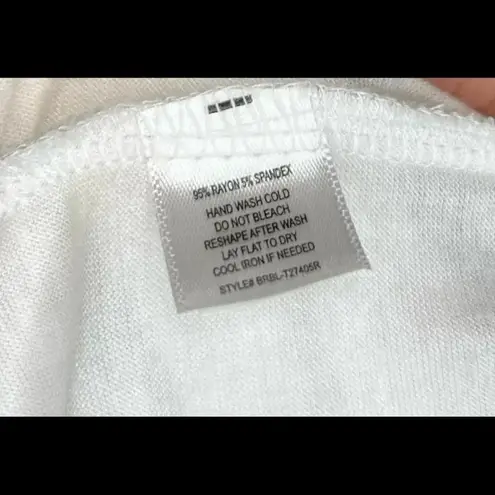 95% RAYON 5% SPANDEX
HAND WASH COLD
DO NOT BLEACH
RESHAPE AFTER WASH
LAY FLAT TO DRY
COOL IRON IF NEEDED
STYLE# BRBL-T27405R